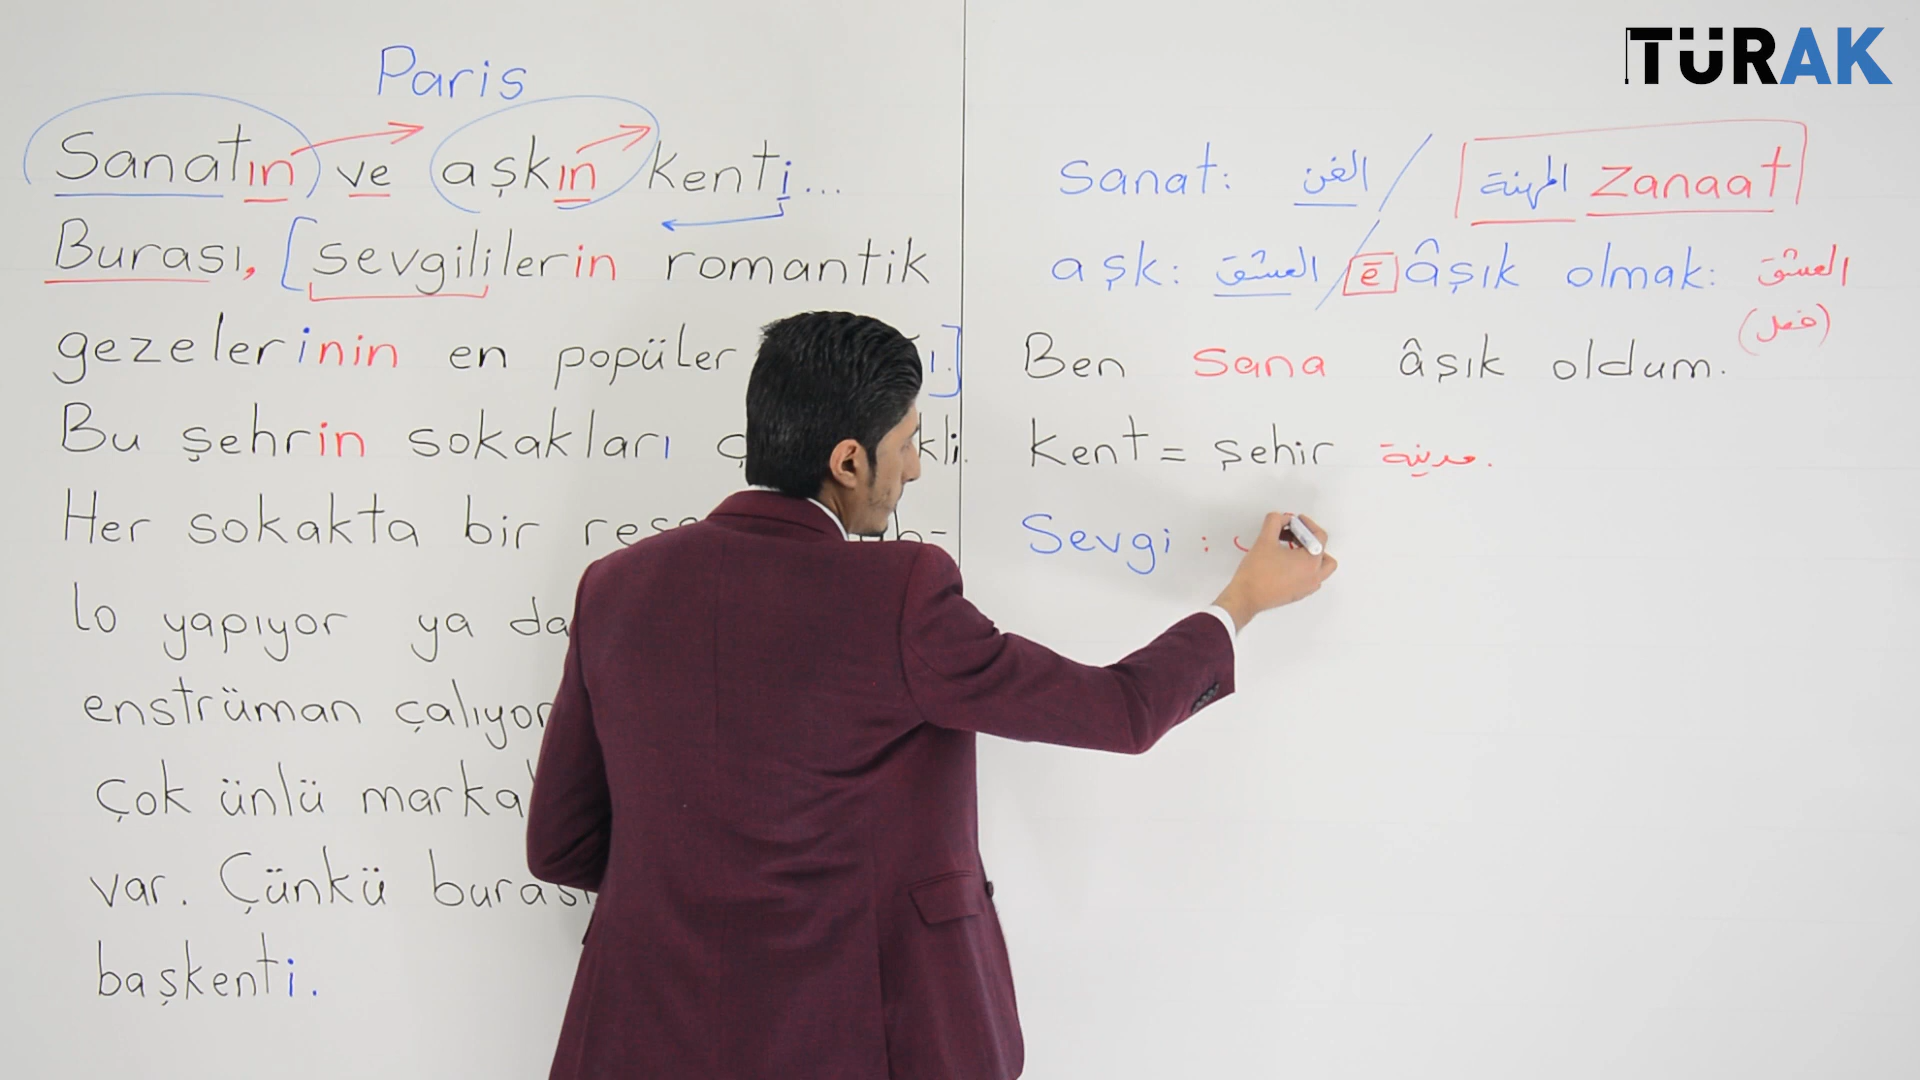 TÜRAK
Paris
Sanatın ve aşkın kenti...
Burası, [sevgililerin romantik
gezelerinin en popüler
Bu şehrin sokakları
Her sokakta bir
lo yapıyor ya da
enstrüman çalıyor
çok ünlü marka
var. Çünkü burası
başkenti.
Sanat: الفن / المهنة zanaat
aşk: العشق / ē âşık olmak: العشق
(فعل)
Ben sana âşık oldum.
Kent = şehir مدينة.
Sevgi :